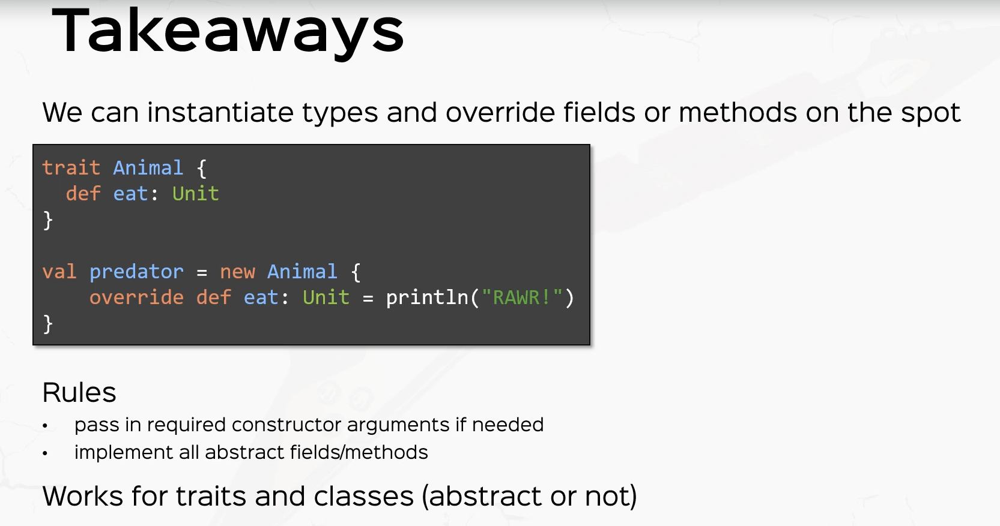 Takeaways
We can instantiate types and override fields or methods on the spot
trait Animal {
  def eat: Unit
}
val predator = new Animal {
    override def eat: Unit = println("RAWR!")
}
Rules
• pass in required constructor arguments if needed
• implement all abstract fields/methods
Works for traits and classes (abstract or not)